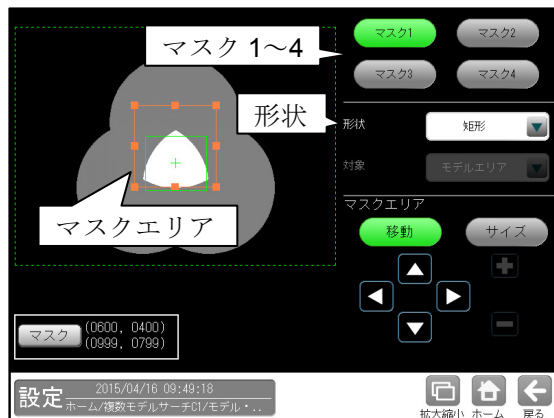 マスク 1～4
マスク1
マスク2
マスク3
マスク4
形状
形状
矩形
対象
モデルエリア
マスクエリア
マスクエリア
移動
サイズ
マスク
(0600, 0400)
(0999, 0799)
設定
2015/04/16 09:49:18
ホーム/複数モデルサーチC1/モデル・..
拡大縮小
ホーム
戻る